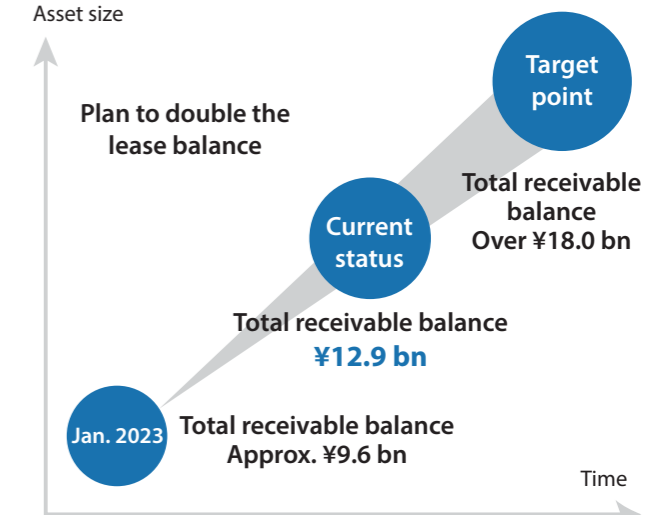 Asset size
Target
point
Plan to double the
lease balance
Total receivable
balance
Over ¥18.0 bn
Current
status
Total receivable balance
¥12.9 bn
Jan. 2023
Total receivable balance
Approx. ¥9.6 bn
Time